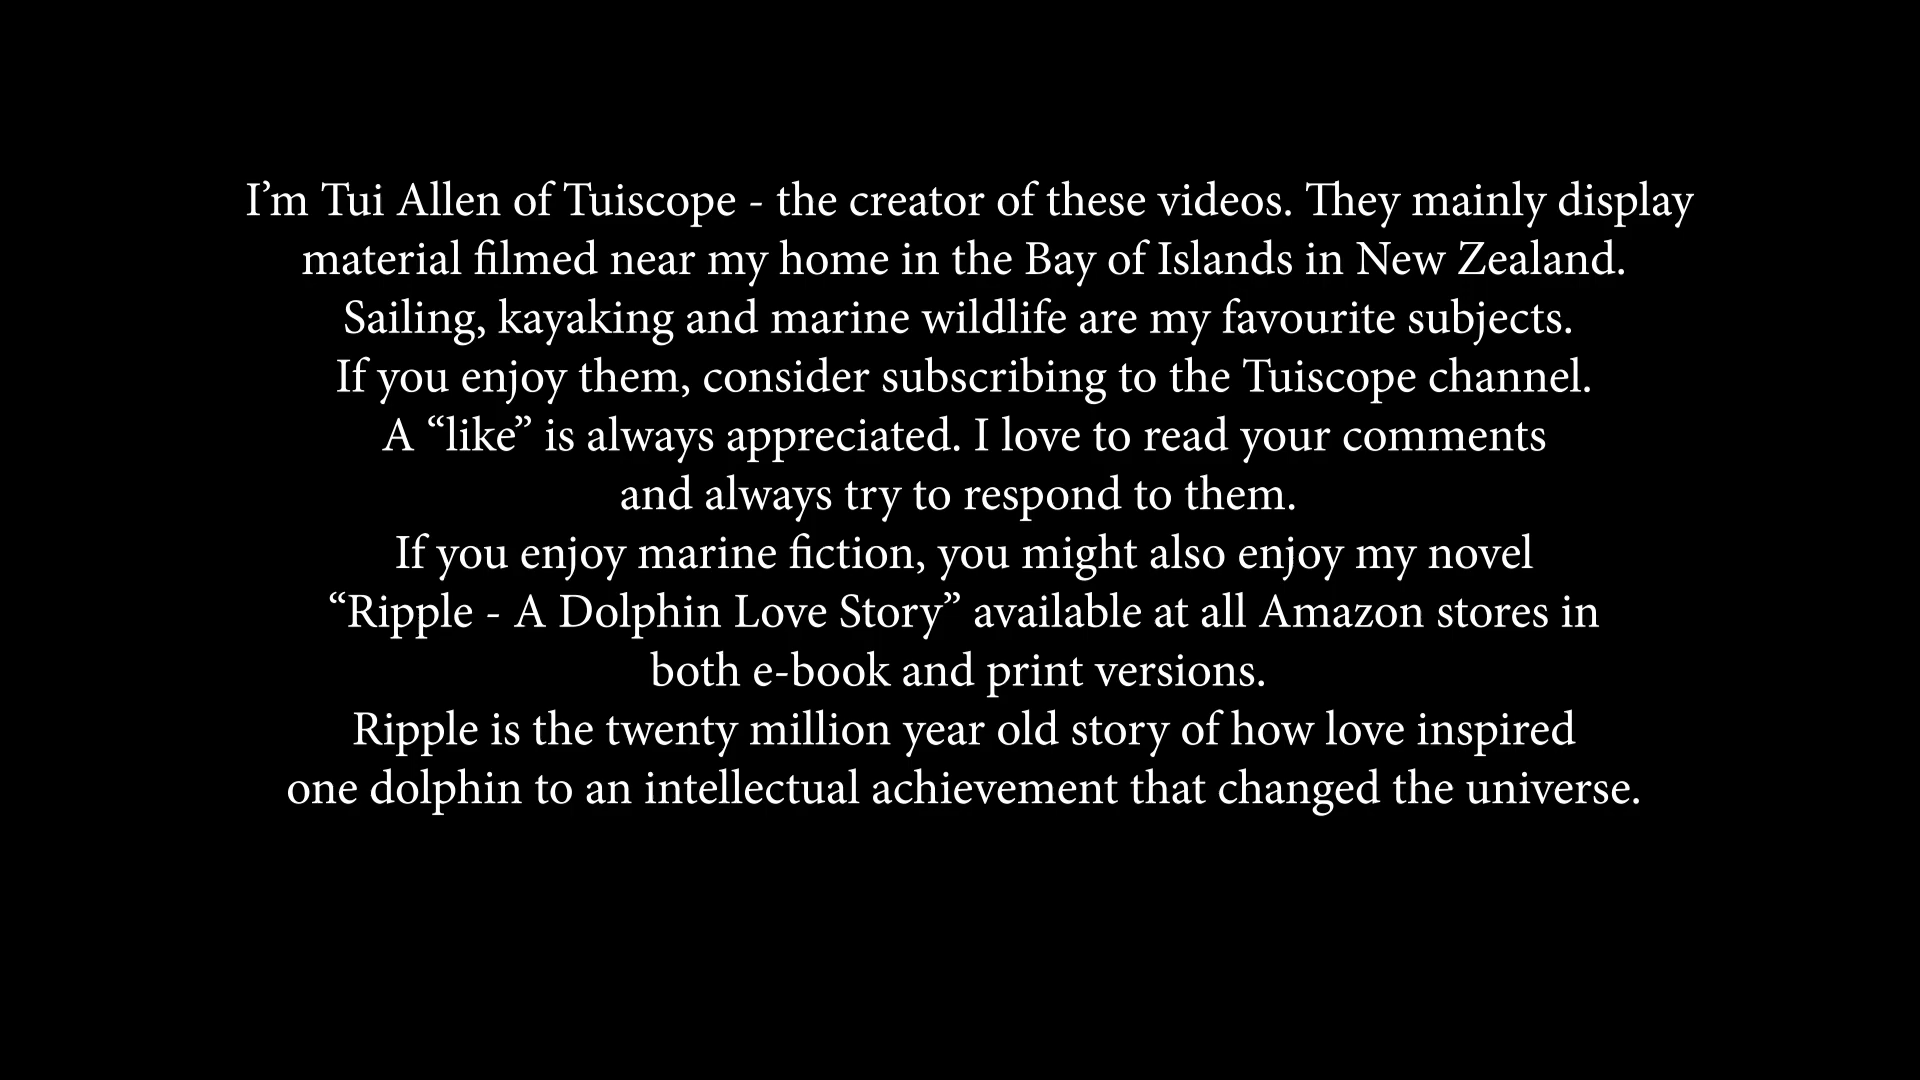 I’m Tui Allen of Tuiscope - the creator of these videos. They mainly display
material filmed near my home in the Bay of Islands in New Zealand.
Sailing, kayaking and marine wildlife are my favourite subjects.
If you enjoy them, consider subscribing to the Tuiscope channel.
A “like” is always appreciated. I love to read your comments
and always try to respond to them.
If you enjoy marine fiction, you might also enjoy my novel
“Ripple - A Dolphin Love Story” available at all Amazon stores in
both e-book and print versions.
Ripple is the twenty million year old story of how love inspired
one dolphin to an intellectual achievement that changed the universe.